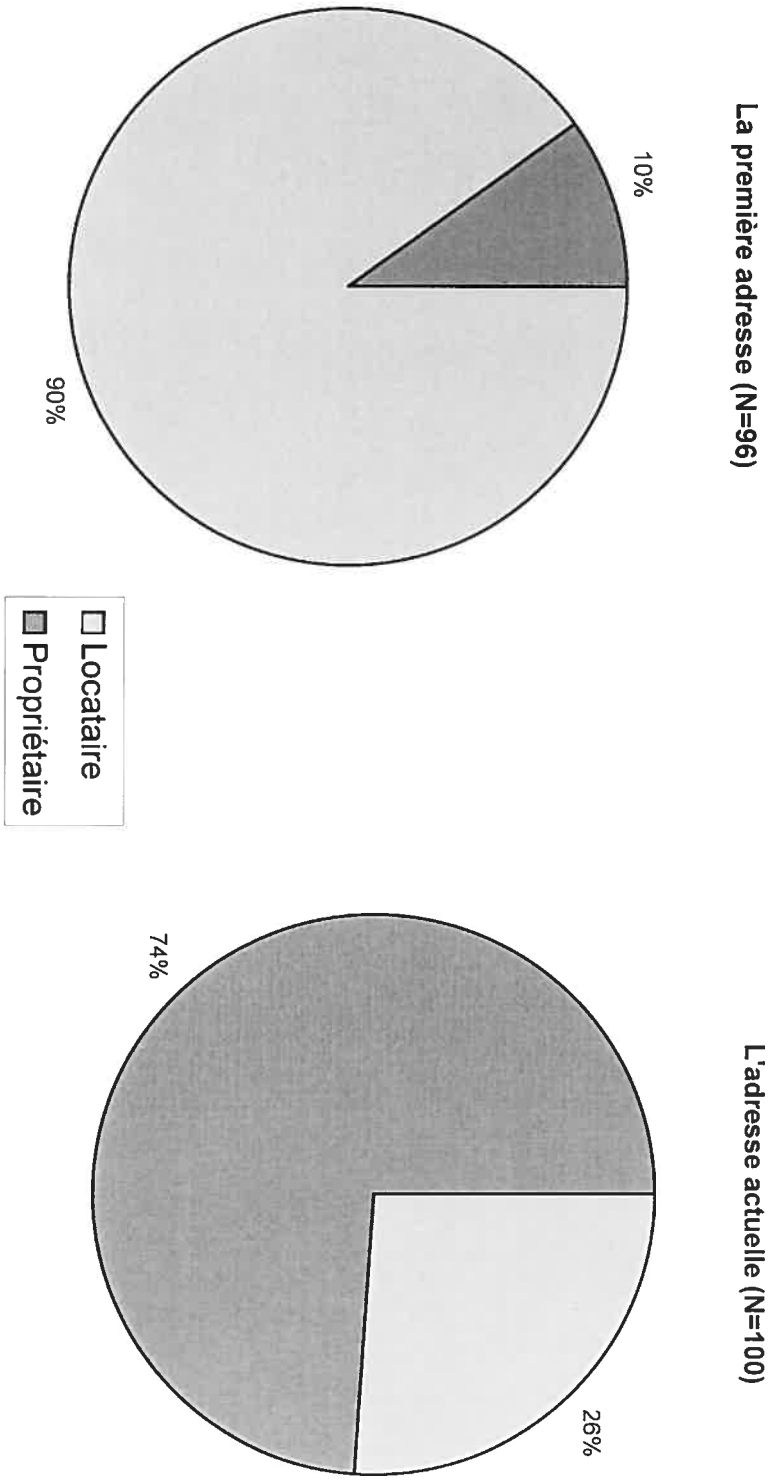 La première adresse (N=96)
10%
90%
L'adresse actuelle (N=100)
26%
74%
Locataire
Propriétaire